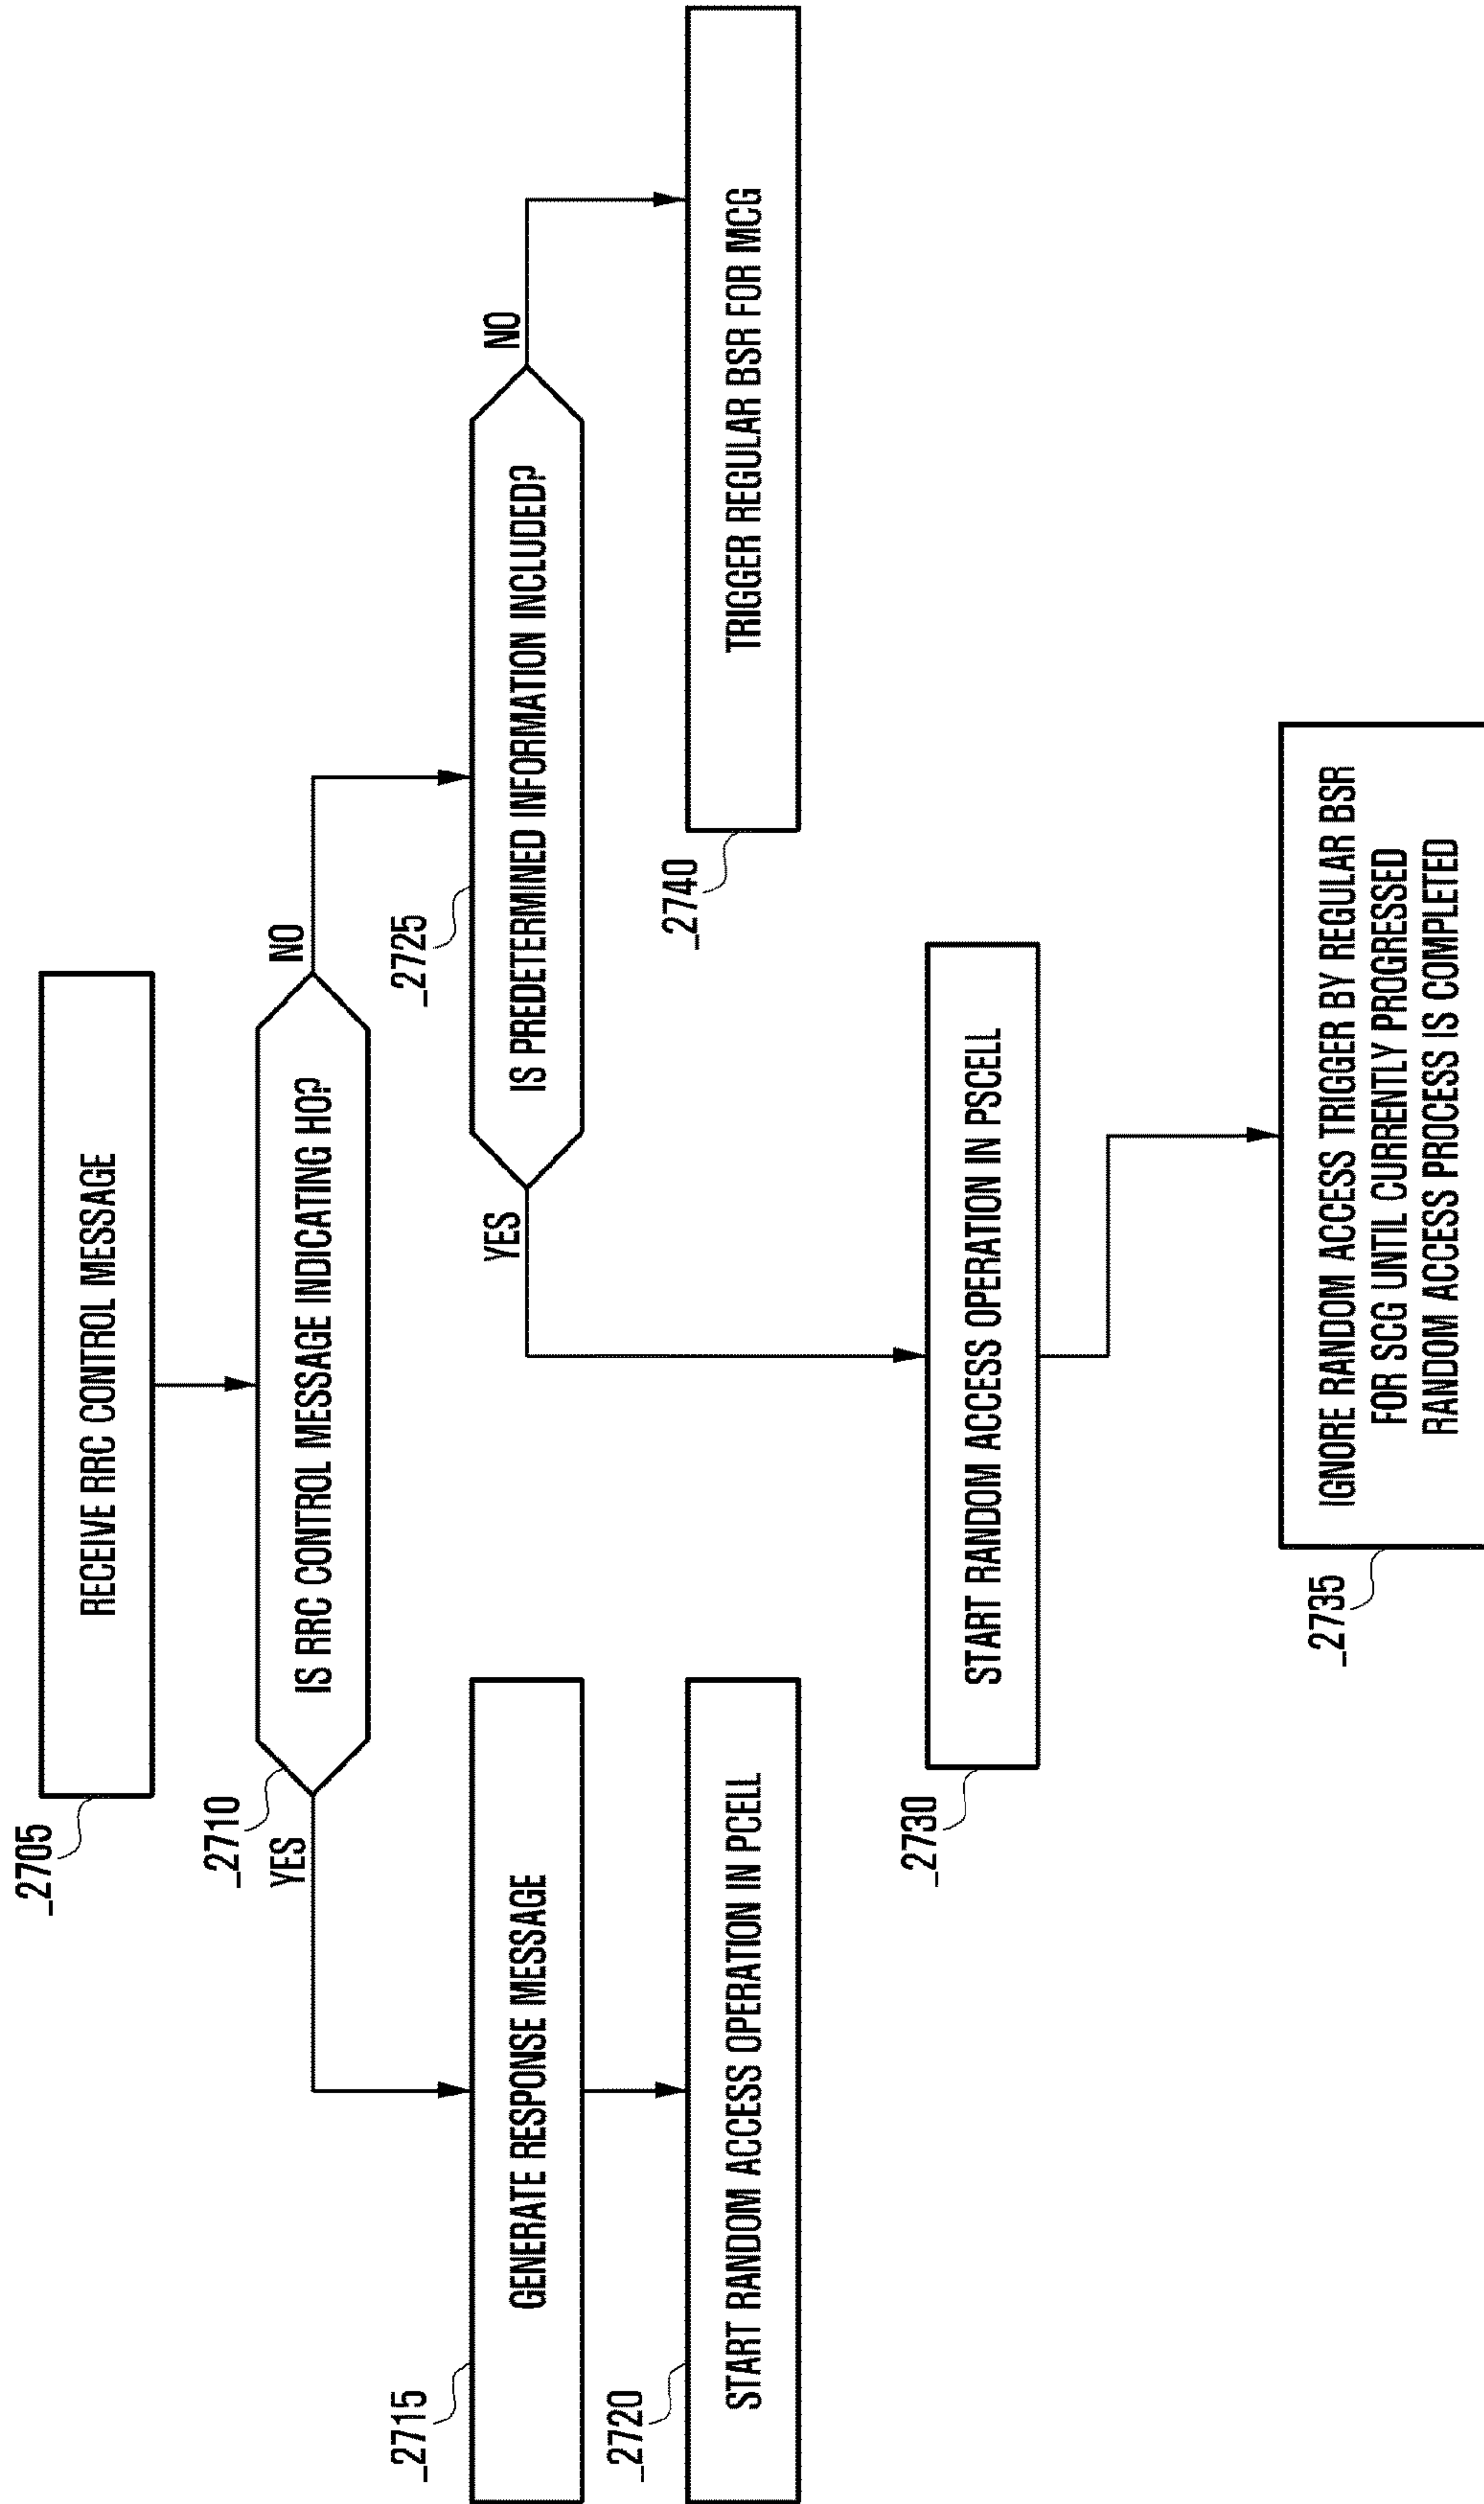 2705
RECEIVE RRC CONTROL MESSAGE
2710
IS RRC CONTROL MESSAGE INDICATING HO?
YES
NO
2715
GENERATE RESPONSE MESSAGE
2725
IS PREDETERMINED INFORMATION INCLUDED?
YES
NO
2720
START RANDOM ACCESS OPERATION IN PCELL
2740
TRIGGER REGULAR BSR FOR MCG
2730
START RANDOM ACCESS OPERATION IN PSCELL
2735
IGNORE RANDOM ACCESS TRIGGER BY REGULAR BSR
FOR SCG UNTIL CURRENTLY PROGRESSED
RANDOM ACCESS PROCESS IS COMPLETED